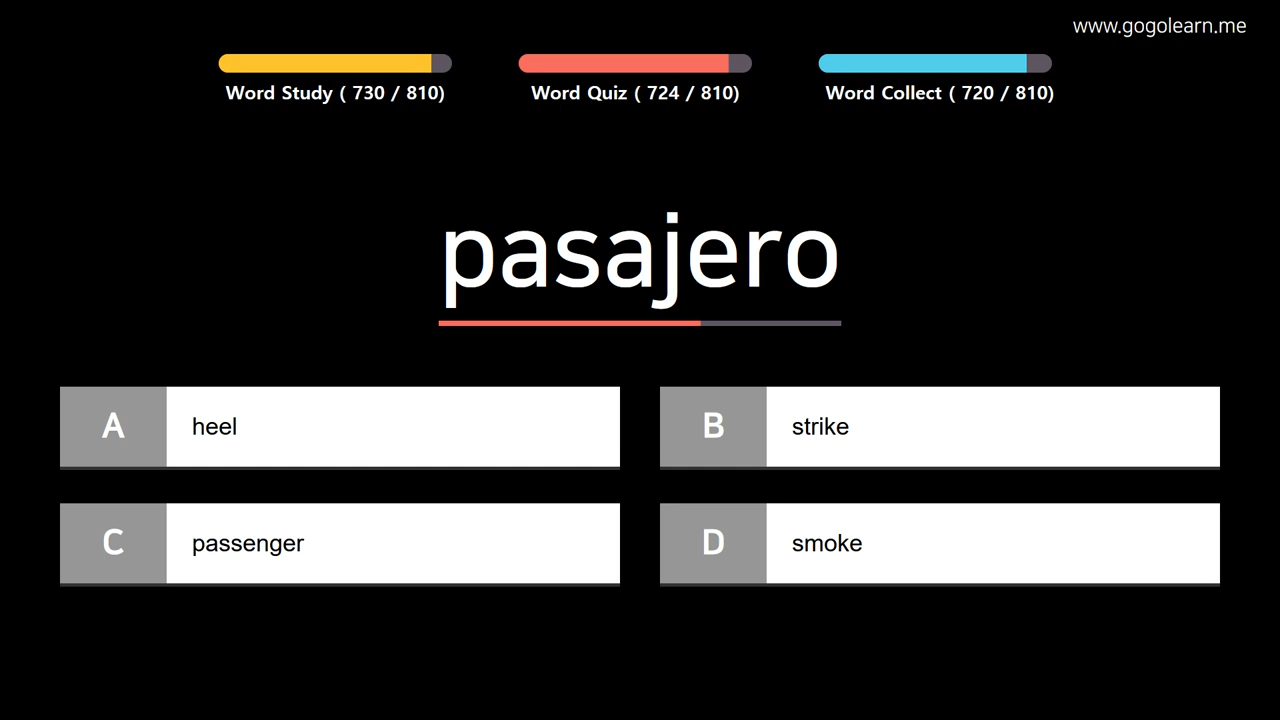 www.gogolearn.me
Word Study ( 730 / 810)
Word Quiz ( 724 / 810)
Word Collect ( 720 / 810)
pasajero
A heel
B strike
C passenger
D smoke